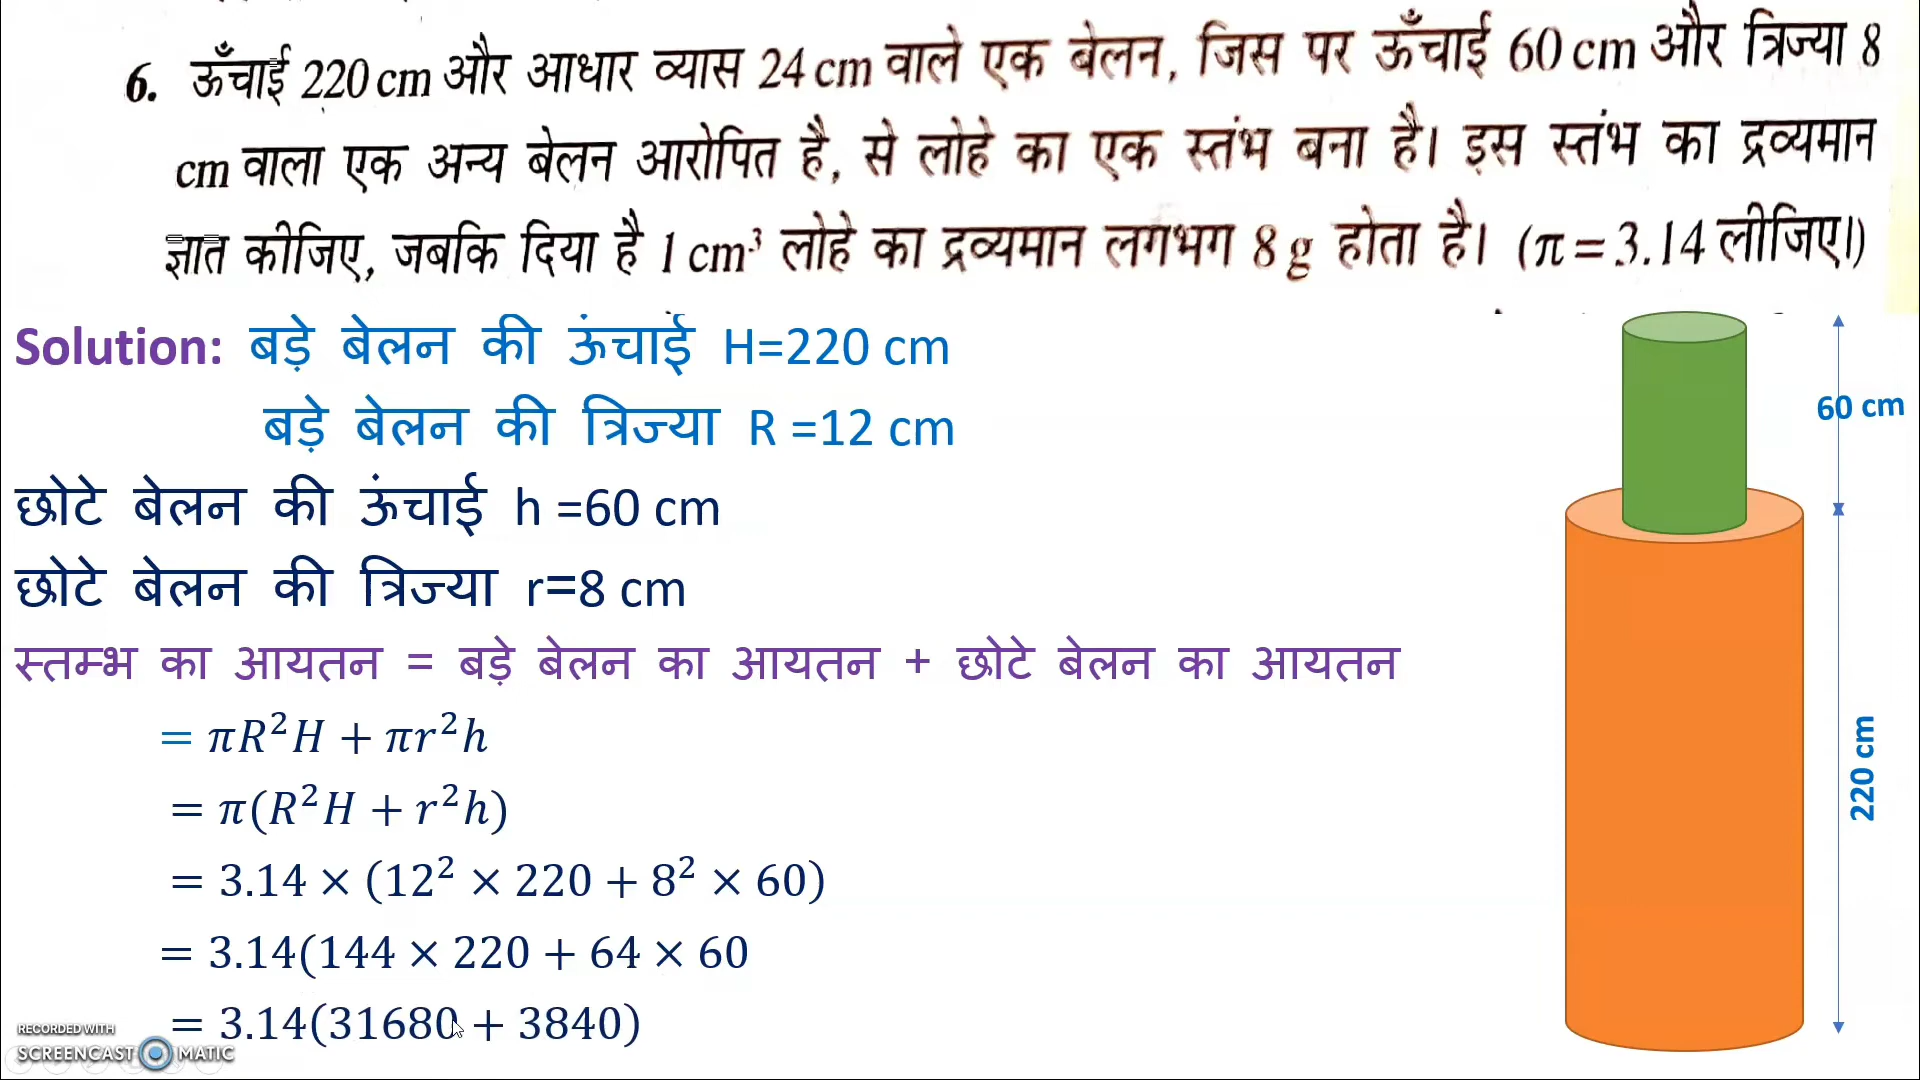 6. ऊँचाई 220 cm और आधार व्यास 24 cm वाले एक बेलन, जिस पर ऊँचाई 60 cm और त्रिज्या 8
cm वाला एक अन्य बेलन आरोपित है, से लोहे का एक स्तंभ बना है। इस स्तंभ का द्रव्यमान
ज्ञात कीजिए, जबकि दिया है 1 cm³ लोहे का द्रव्यमान लगभग 8 g होता है। (π = 3.14 लीजिए।)
Solution: बड़े बेलन की ऊंचाई H=220 cm
बड़े बेलन की त्रिज्या R =12 cm
छोटे बेलन की ऊंचाई h =60 cm
छोटे बेलन की त्रिज्या r=8 cm
स्तम्भ का आयतन = बड़े बेलन का आयतन + छोटे बेलन का आयतन
= πR²H + πr²h
= π(R²H + r²h)
= 3.14 × (12² × 220 + 8² × 60)
= 3.14(144 × 220 + 64 × 60
= 3.14(31680 + 3840)
60 cm
220 cm
RECORDED WITH
SCREENCAST MATIC